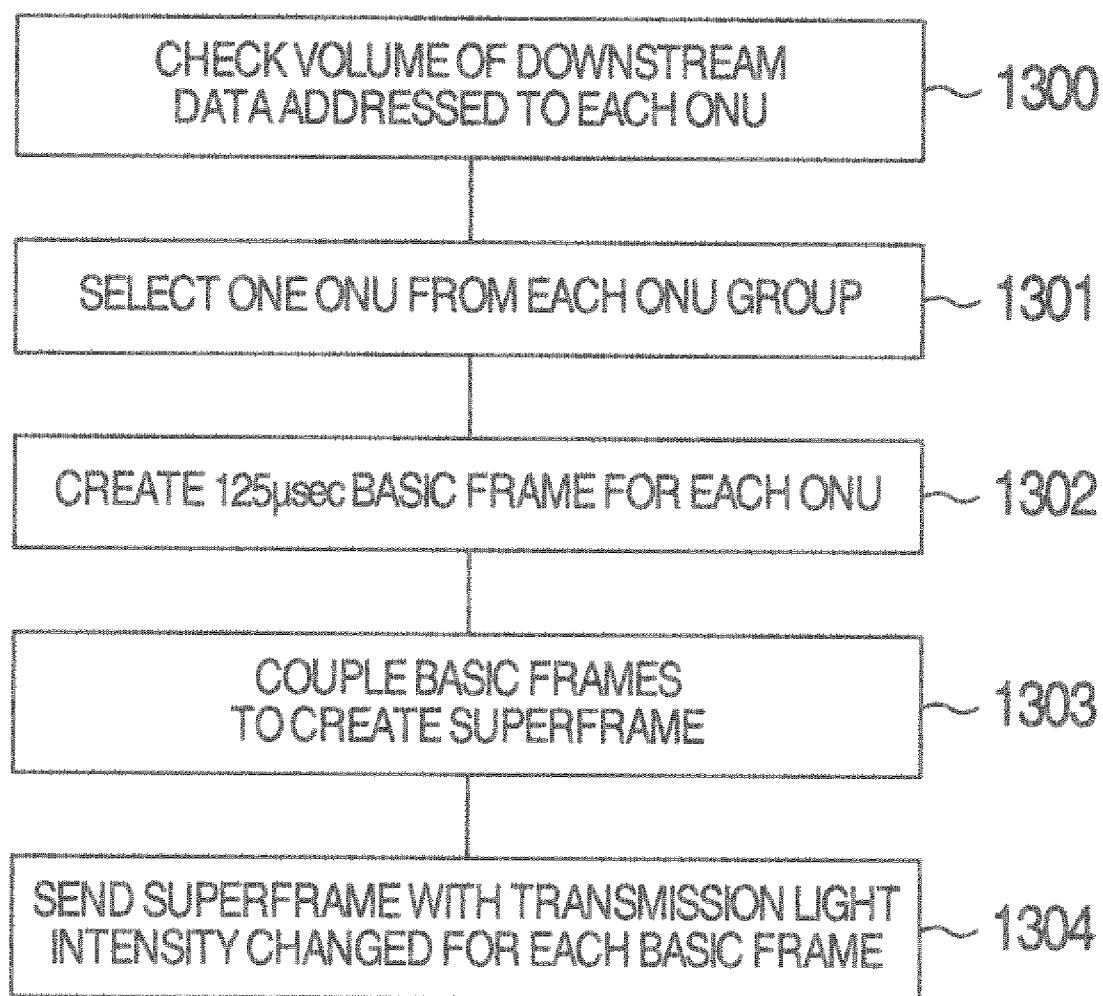 CHECK VOLUME OF DOWNSTREAM
DATA ADDRESSED TO EACH ONU
1300
SELECT ONE ONU FROM EACH ONU GROUP
1301
CREATE 125µsec BASIC FRAME FOR EACH ONU
1302
COUPLE BASIC FRAMES
TO CREATE SUPERFRAME
1303
SEND SUPERFRAME WITH TRANSMISSION LIGHT
INTENSITY CHANGED FOR EACH BASIC FRAME
1304